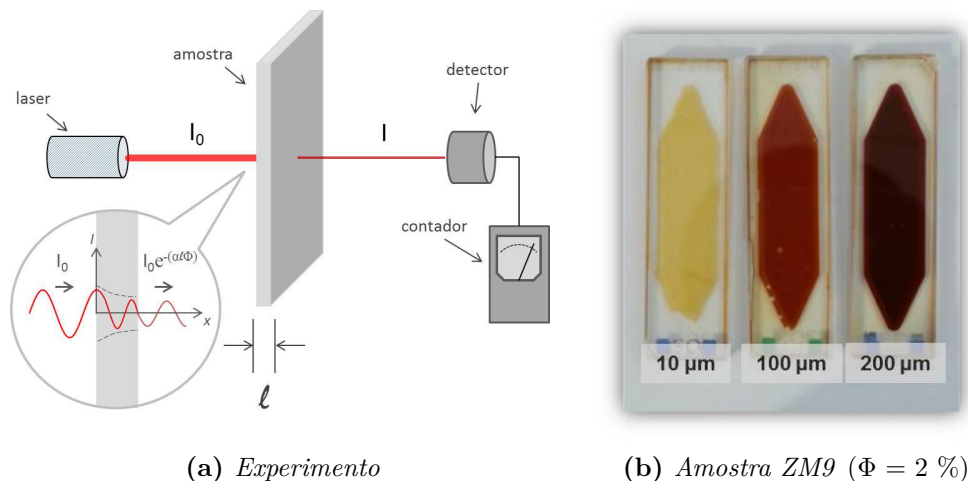 amostra
detector
laser
I₀
I
contador
I
I₀
I₀e^-(αℓΦ)
x
ℓ
10 µm
100 µm
200 µm
(a) Experimento
(b) Amostra ZM9 (Φ = 2 %)